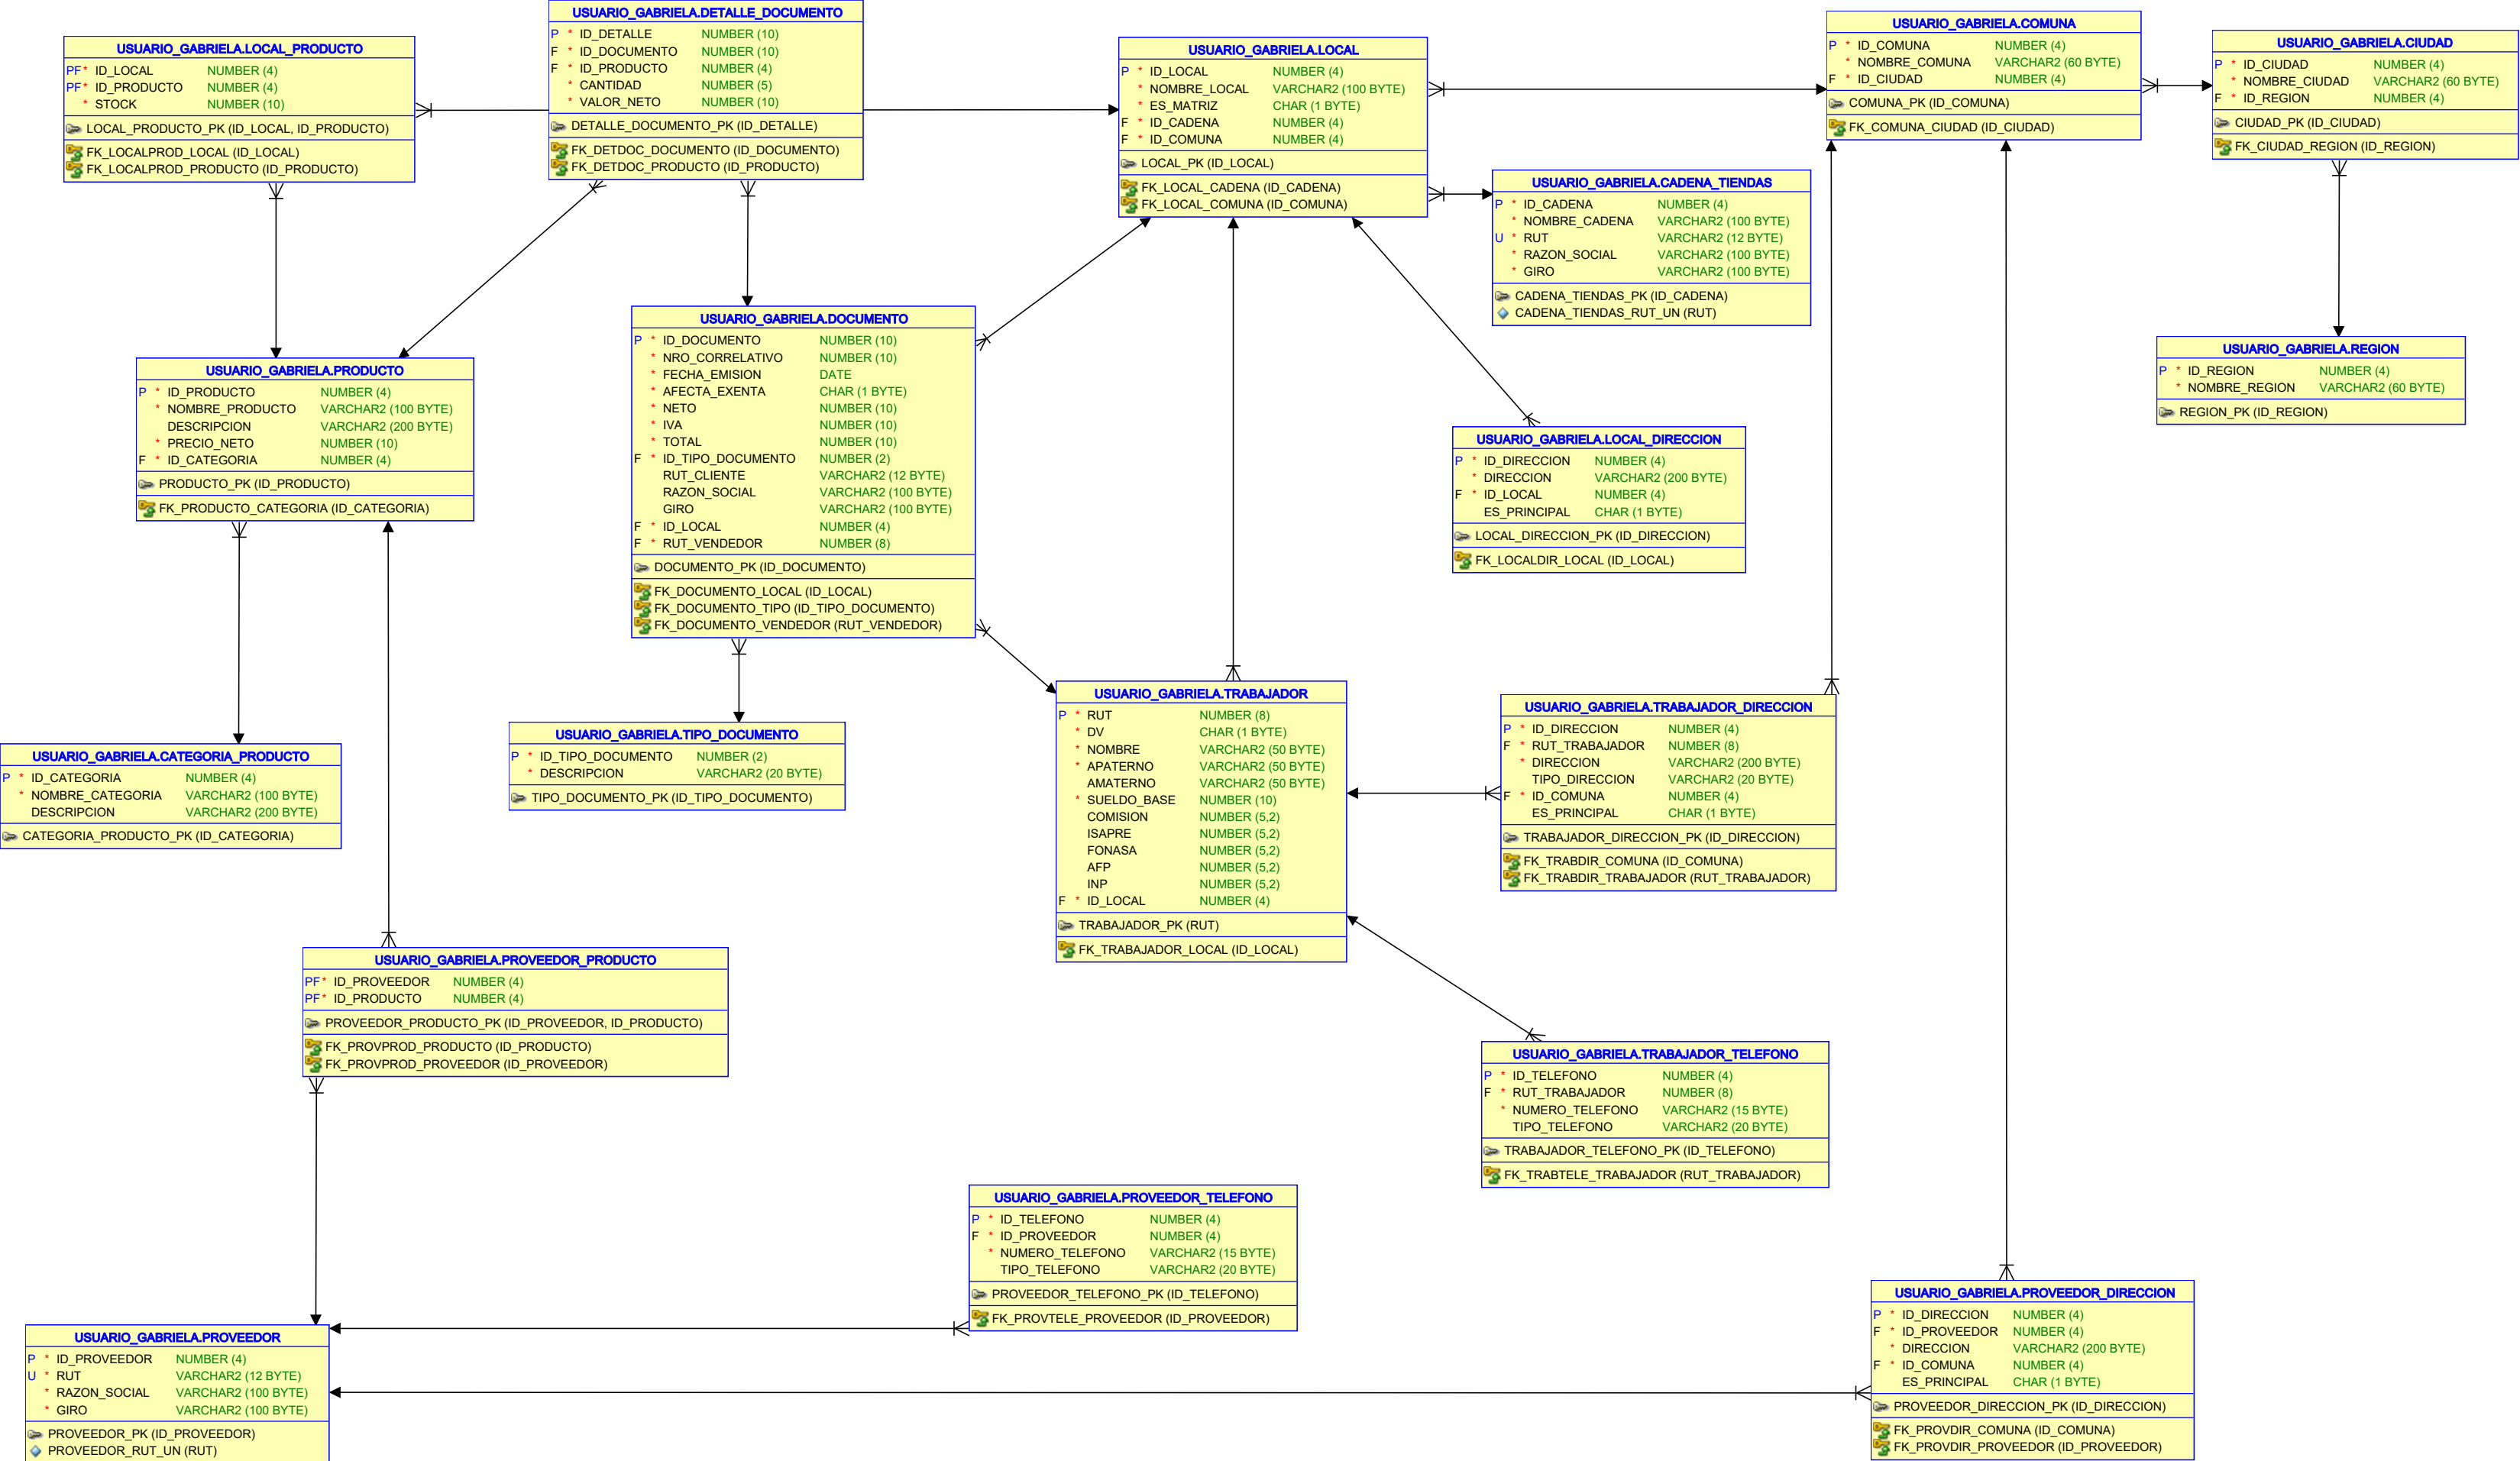 USUARIO_GABRIELA.LOCAL_PRODUCTO
PF * ID_LOCAL NUMBER (4)
PF * ID_PRODUCTO NUMBER (4)
* STOCK NUMBER (10)
LOCAL_PRODUCTO_PK (ID_LOCAL, ID_PRODUCTO)
FK_LOCALPROD_LOCAL (ID_LOCAL)
FK_LOCALPROD_PRODUCTO (ID_PRODUCTO)
USUARIO_GABRIELA.DETALLE_DOCUMENTO
P * ID_DETALLE NUMBER (10)
F * ID_DOCUMENTO NUMBER (10)
F * ID_PRODUCTO NUMBER (4)
* CANTIDAD NUMBER (5)
* VALOR_NETO NUMBER (10)
DETALLE_DOCUMENTO_PK (ID_DETALLE)
FK_DETDOC_DOCUMENTO (ID_DOCUMENTO)
FK_DETDOC_PRODUCTO (ID_PRODUCTO)
USUARIO_GABRIELA.LOCAL
P * ID_LOCAL NUMBER (4)
* NOMBRE_LOCAL VARCHAR2 (100 BYTE)
* ES_MATRIZ CHAR (1 BYTE)
F * ID_CADENA NUMBER (4)
F * ID_COMUNA NUMBER (4)
LOCAL_PK (ID_LOCAL)
FK_LOCAL_CADENA (ID_CADENA)
FK_LOCAL_COMUNA (ID_COMUNA)
USUARIO_GABRIELA.COMUNA
P * ID_COMUNA NUMBER (4)
* NOMBRE_COMUNA VARCHAR2 (60 BYTE)
F * ID_CIUDAD NUMBER (4)
COMUNA_PK (ID_COMUNA)
FK_COMUNA_CIUDAD (ID_CIUDAD)
USUARIO_GABRIELA.CIUDAD
P * ID_CIUDAD NUMBER (4)
* NOMBRE_CIUDAD VARCHAR2 (60 BYTE)
F * ID_REGION NUMBER (4)
CIUDAD_PK (ID_CIUDAD)
FK_CIUDAD_REGION (ID_REGION)
USUARIO_GABRIELA.CADENA_TIENDAS
P * ID_CADENA NUMBER (4)
* NOMBRE_CADENA VARCHAR2 (100 BYTE)
U * RUT VARCHAR2 (12 BYTE)
* RAZON_SOCIAL VARCHAR2 (100 BYTE)
* GIRO VARCHAR2 (100 BYTE)
CADENA_TIENDAS_PK (ID_CADENA)
CADENA_TIENDAS_RUT_UN (RUT)
USUARIO_GABRIELA.DOCUMENTO
P * ID_DOCUMENTO NUMBER (10)
* NRO_CORRELATIVO NUMBER (10)
* FECHA_EMISION DATE
* AFECTA_EXENTA CHAR (1 BYTE)
* NETO NUMBER (10)
* IVA NUMBER (10)
* TOTAL NUMBER (10)
F * ID_TIPO_DOCUMENTO NUMBER (2)
RUT_CLIENTE VARCHAR2 (12 BYTE)
RAZON_SOCIAL VARCHAR2 (100 BYTE)
GIRO VARCHAR2 (100 BYTE)
F * ID_LOCAL NUMBER (4)
F * RUT_VENDEDOR NUMBER (8)
DOCUMENTO_PK (ID_DOCUMENTO)
FK_DOCUMENTO_LOCAL (ID_LOCAL)
FK_DOCUMENTO_TIPO (ID_TIPO_DOCUMENTO)
FK_DOCUMENTO_VENDEDOR (RUT_VENDEDOR)
USUARIO_GABRIELA.REGION
P * ID_REGION NUMBER (4)
* NOMBRE_REGION VARCHAR2 (60 BYTE)
REGION_PK (ID_REGION)
USUARIO_GABRIELA.PRODUCTO
P * ID_PRODUCTO NUMBER (4)
* NOMBRE_PRODUCTO VARCHAR2 (100 BYTE)
DESCRIPCION VARCHAR2 (200 BYTE)
* PRECIO_NETO NUMBER (10)
F * ID_CATEGORIA NUMBER (4)
PRODUCTO_PK (ID_PRODUCTO)
FK_PRODUCTO_CATEGORIA (ID_CATEGORIA)
USUARIO_GABRIELA.LOCAL_DIRECCION
P * ID_DIRECCION NUMBER (4)
* DIRECCION VARCHAR2 (200 BYTE)
F * ID_LOCAL NUMBER (4)
ES_PRINCIPAL CHAR (1 BYTE)
LOCAL_DIRECCION_PK (ID_DIRECCION)
FK_LOCALDIR_LOCAL (ID_LOCAL)
USUARIO_GABRIELA.TRABAJADOR
P * RUT NUMBER (8)
* DV CHAR (1 BYTE)
* NOMBRE VARCHAR2 (50 BYTE)
* APATERNO VARCHAR2 (50 BYTE)
AMATERNO VARCHAR2 (50 BYTE)
* SUELDO_BASE NUMBER (10)
COMISION NUMBER (5,2)
ISAPRE NUMBER (5,2)
FONASA NUMBER (5,2)
AFP NUMBER (5,2)
INP NUMBER (5,2)
F * ID_LOCAL NUMBER (4)
TRABAJADOR_PK (RUT)
FK_TRABAJADOR_LOCAL (ID_LOCAL)
USUARIO_GABRIELA.TRABAJADOR_DIRECCION
P * ID_DIRECCION NUMBER (4)
F * RUT_TRABAJADOR NUMBER (8)
* DIRECCION VARCHAR2 (200 BYTE)
TIPO_DIRECCION VARCHAR2 (20 BYTE)
F * ID_COMUNA NUMBER (4)
ES_PRINCIPAL CHAR (1 BYTE)
TRABAJADOR_DIRECCION_PK (ID_DIRECCION)
FK_TRABDIR_COMUNA (ID_COMUNA)
FK_TRABDIR_TRABAJADOR (RUT_TRABAJADOR)
USUARIO_GABRIELA.TIPO_DOCUMENTO
P * ID_TIPO_DOCUMENTO NUMBER (2)
* DESCRIPCION VARCHAR2 (20 BYTE)
TIPO_DOCUMENTO_PK (ID_TIPO_DOCUMENTO)
USUARIO_GABRIELA.CATEGORIA_PRODUCTO
P * ID_CATEGORIA NUMBER (4)
* NOMBRE_CATEGORIA VARCHAR2 (100 BYTE)
DESCRIPCION VARCHAR2 (200 BYTE)
CATEGORIA_PRODUCTO_PK (ID_CATEGORIA)
USUARIO_GABRIELA.PROVEEDOR_PRODUCTO
PF * ID_PROVEEDOR NUMBER (4)
PF * ID_PRODUCTO NUMBER (4)
PROVEEDOR_PRODUCTO_PK (ID_PROVEEDOR, ID_PRODUCTO)
FK_PROVPROD_PRODUCTO (ID_PRODUCTO)
FK_PROVPROD_PROVEEDOR (ID_PROVEEDOR)
USUARIO_GABRIELA.TRABAJADOR_TELEFONO
P * ID_TELEFONO NUMBER (4)
F * RUT_TRABAJADOR NUMBER (8)
* NUMERO_TELEFONO VARCHAR2 (15 BYTE)
TIPO_TELEFONO VARCHAR2 (20 BYTE)
TRABAJADOR_TELEFONO_PK (ID_TELEFONO)
FK_TRABTELE_TRABAJADOR (RUT_TRABAJADOR)
USUARIO_GABRIELA.PROVEEDOR_TELEFONO
P * ID_TELEFONO NUMBER (4)
F * ID_PROVEEDOR NUMBER (4)
* NUMERO_TELEFONO VARCHAR2 (15 BYTE)
TIPO_TELEFONO VARCHAR2 (20 BYTE)
PROVEEDOR_TELEFONO_PK (ID_TELEFONO)
FK_PROVTELE_PROVEEDOR (ID_PROVEEDOR)
USUARIO_GABRIELA.PROVEEDOR_DIRECCION
P * ID_DIRECCION NUMBER (4)
F * ID_PROVEEDOR NUMBER (4)
* DIRECCION VARCHAR2 (200 BYTE)
F * ID_COMUNA NUMBER (4)
ES_PRINCIPAL CHAR (1 BYTE)
PROVEEDOR_DIRECCION_PK (ID_DIRECCION)
FK_PROVDIR_COMUNA (ID_COMUNA)
FK_PROVDIR_PROVEEDOR (ID_PROVEEDOR)
USUARIO_GABRIELA.PROVEEDOR
P * ID_PROVEEDOR NUMBER (4)
U * RUT VARCHAR2 (12 BYTE)
* RAZON_SOCIAL VARCHAR2 (100 BYTE)
* GIRO VARCHAR2 (100 BYTE)
PROVEEDOR_PK (ID_PROVEEDOR)
PROVEEDOR_RUT_UN (RUT)